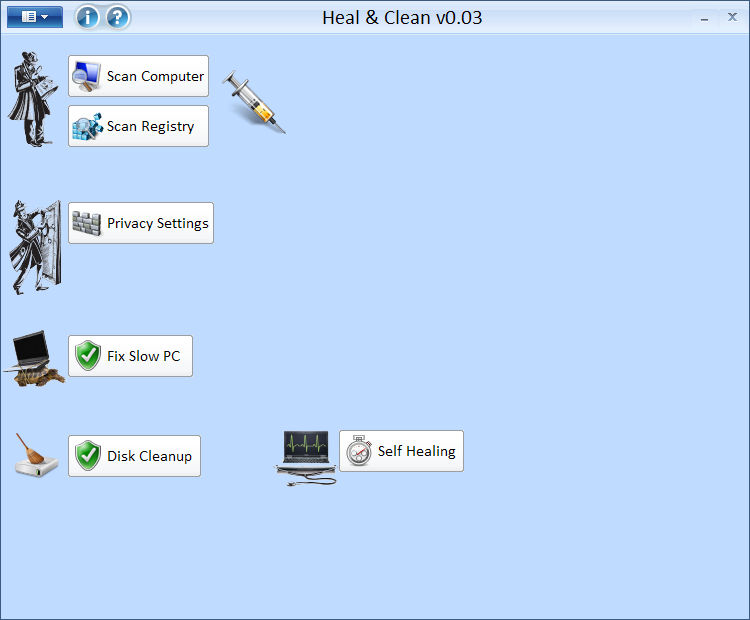 Heal & Clean v0.03
Scan Computer
Scan Registry
Privacy Settings
Fix Slow PC
Disk Cleanup
Self Healing